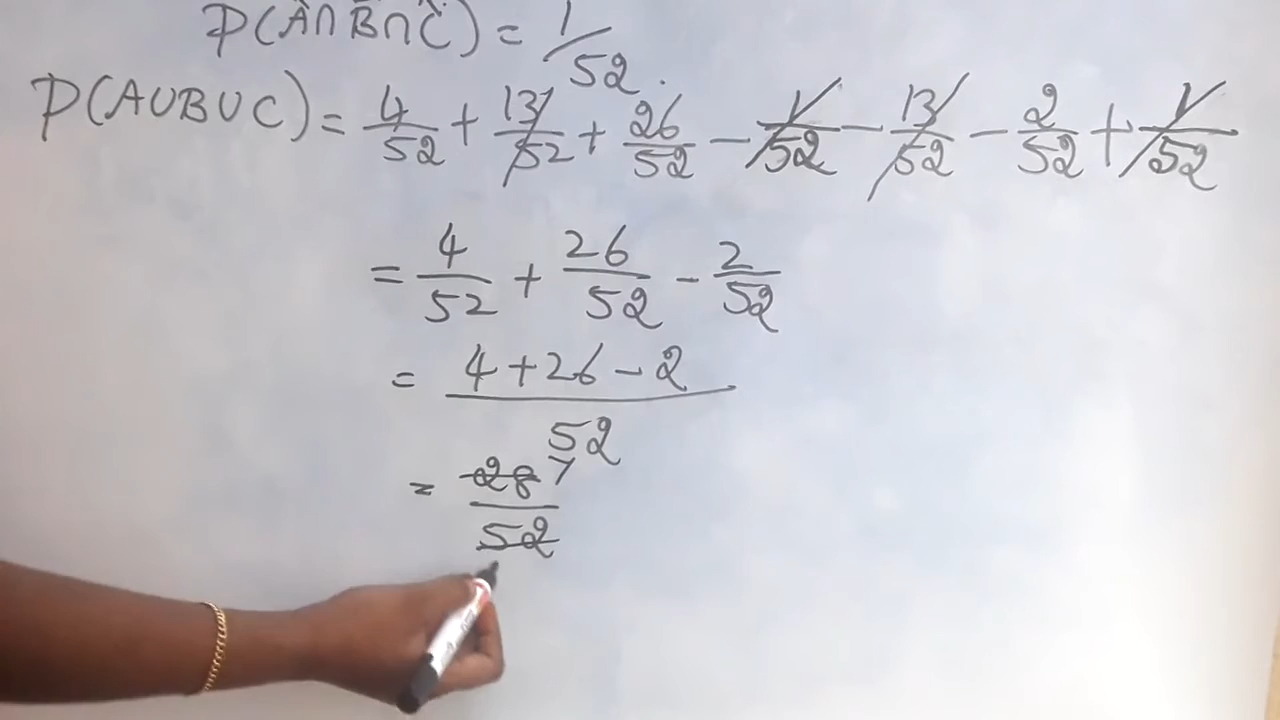 P(A∩B∩C) = 1/52.
P(A∪B∪C) = 4/52 + 13/52 + 26/52 - 1/52 - 13/52 - 2/52 + 1/52
= 4/52 + 26/52 - 2/52
= 4+26-2/52
= 28/52 7